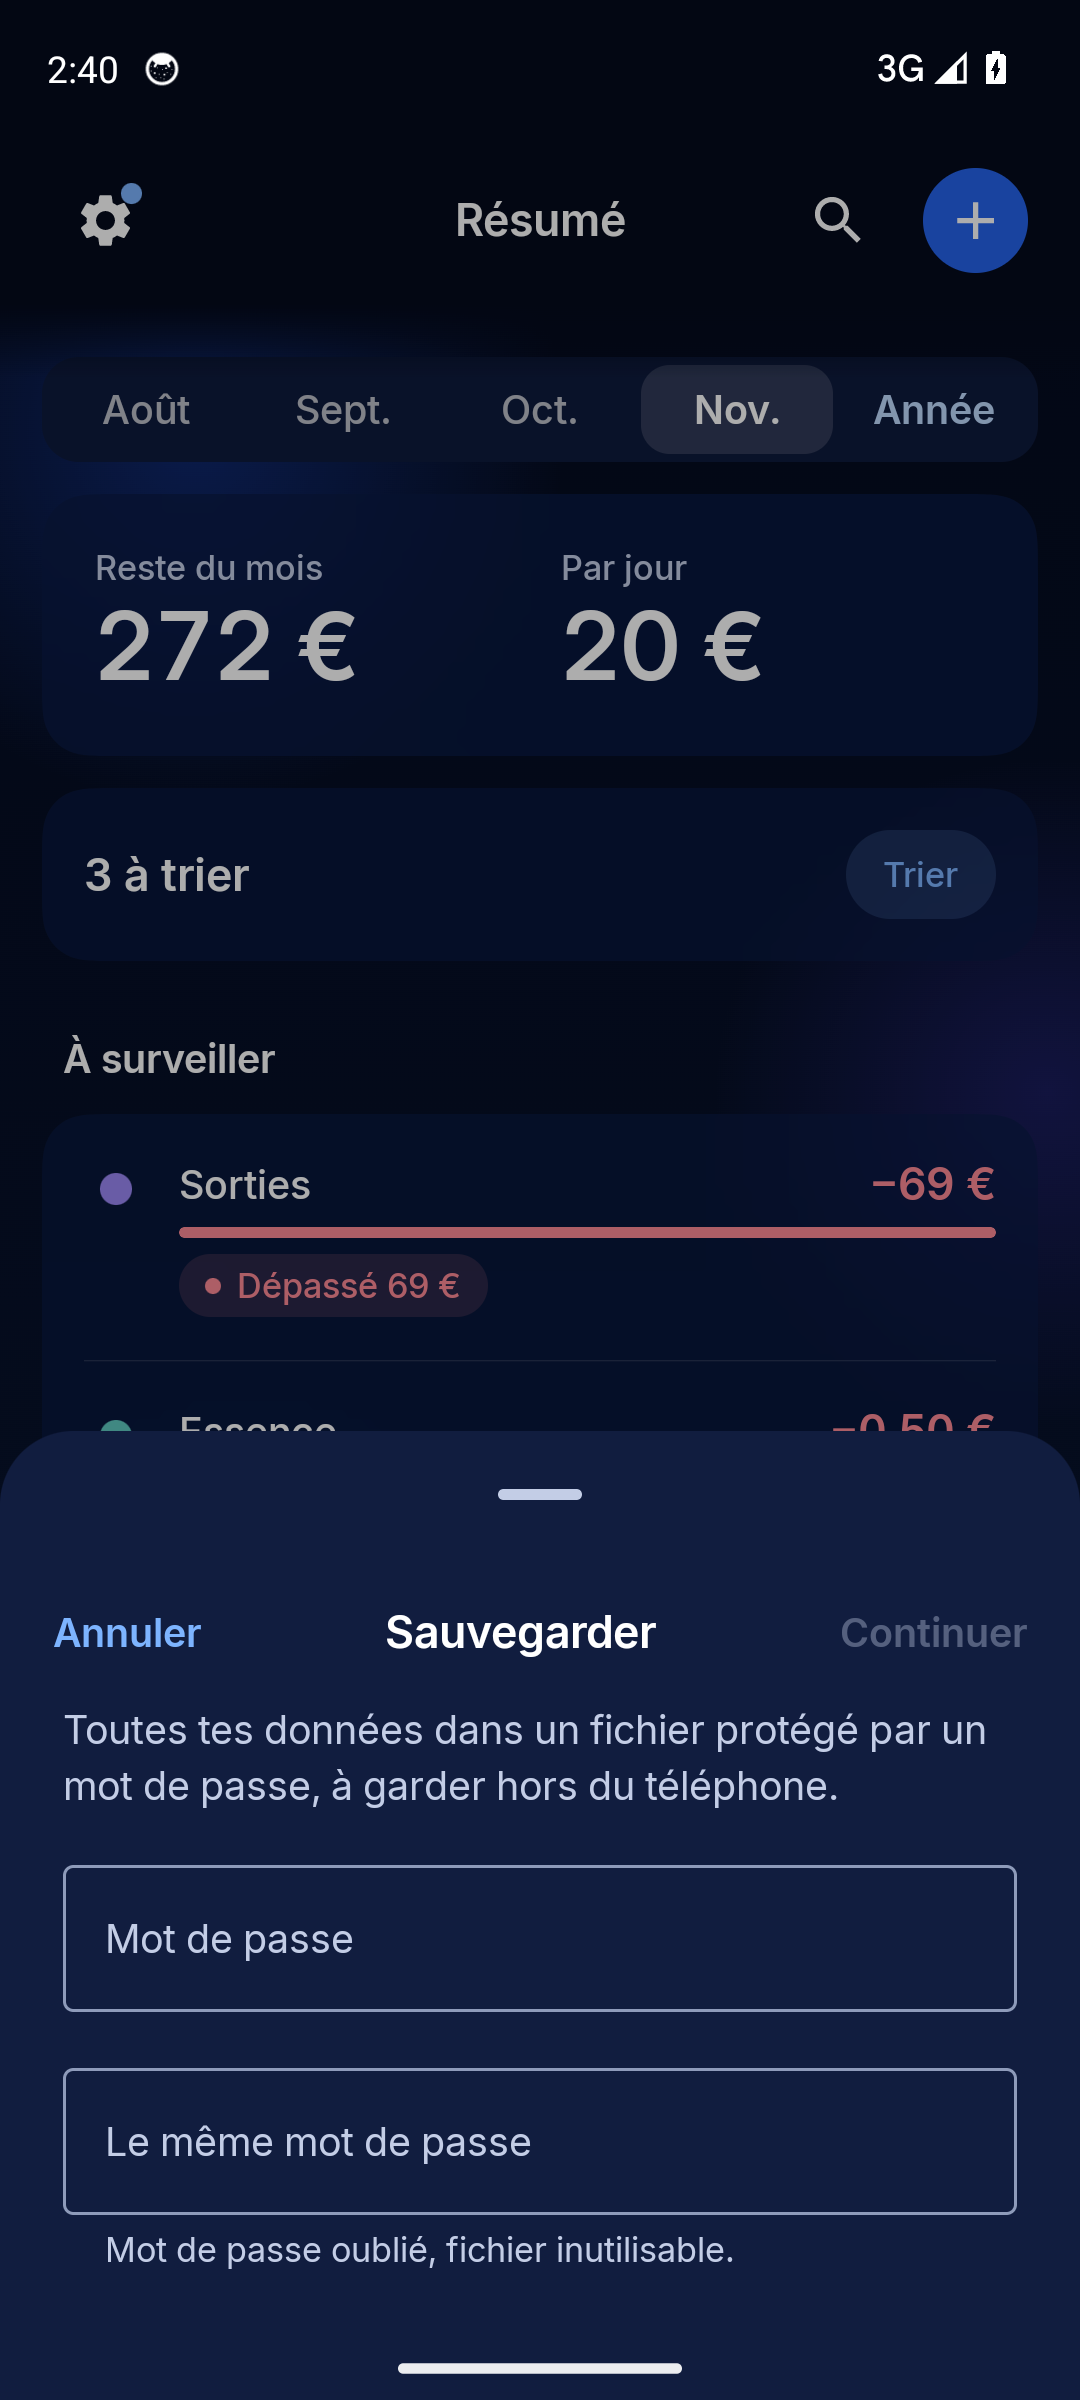 2:40
3G
Résumé
Août Sept. Oct. Nov. Année
Reste du mois Par jour
272 € 20 €
3 à trier Trier
À surveiller
Sorties −69 €
Dépassé 69 €
Essence −0,50 €
Annuler Sauvegarder Continuer
Toutes tes données dans un fichier protégé par un
mot de passe, à garder hors du téléphone.
Mot de passe
Le même mot de passe
Mot de passe oublié, fichier inutilisable.